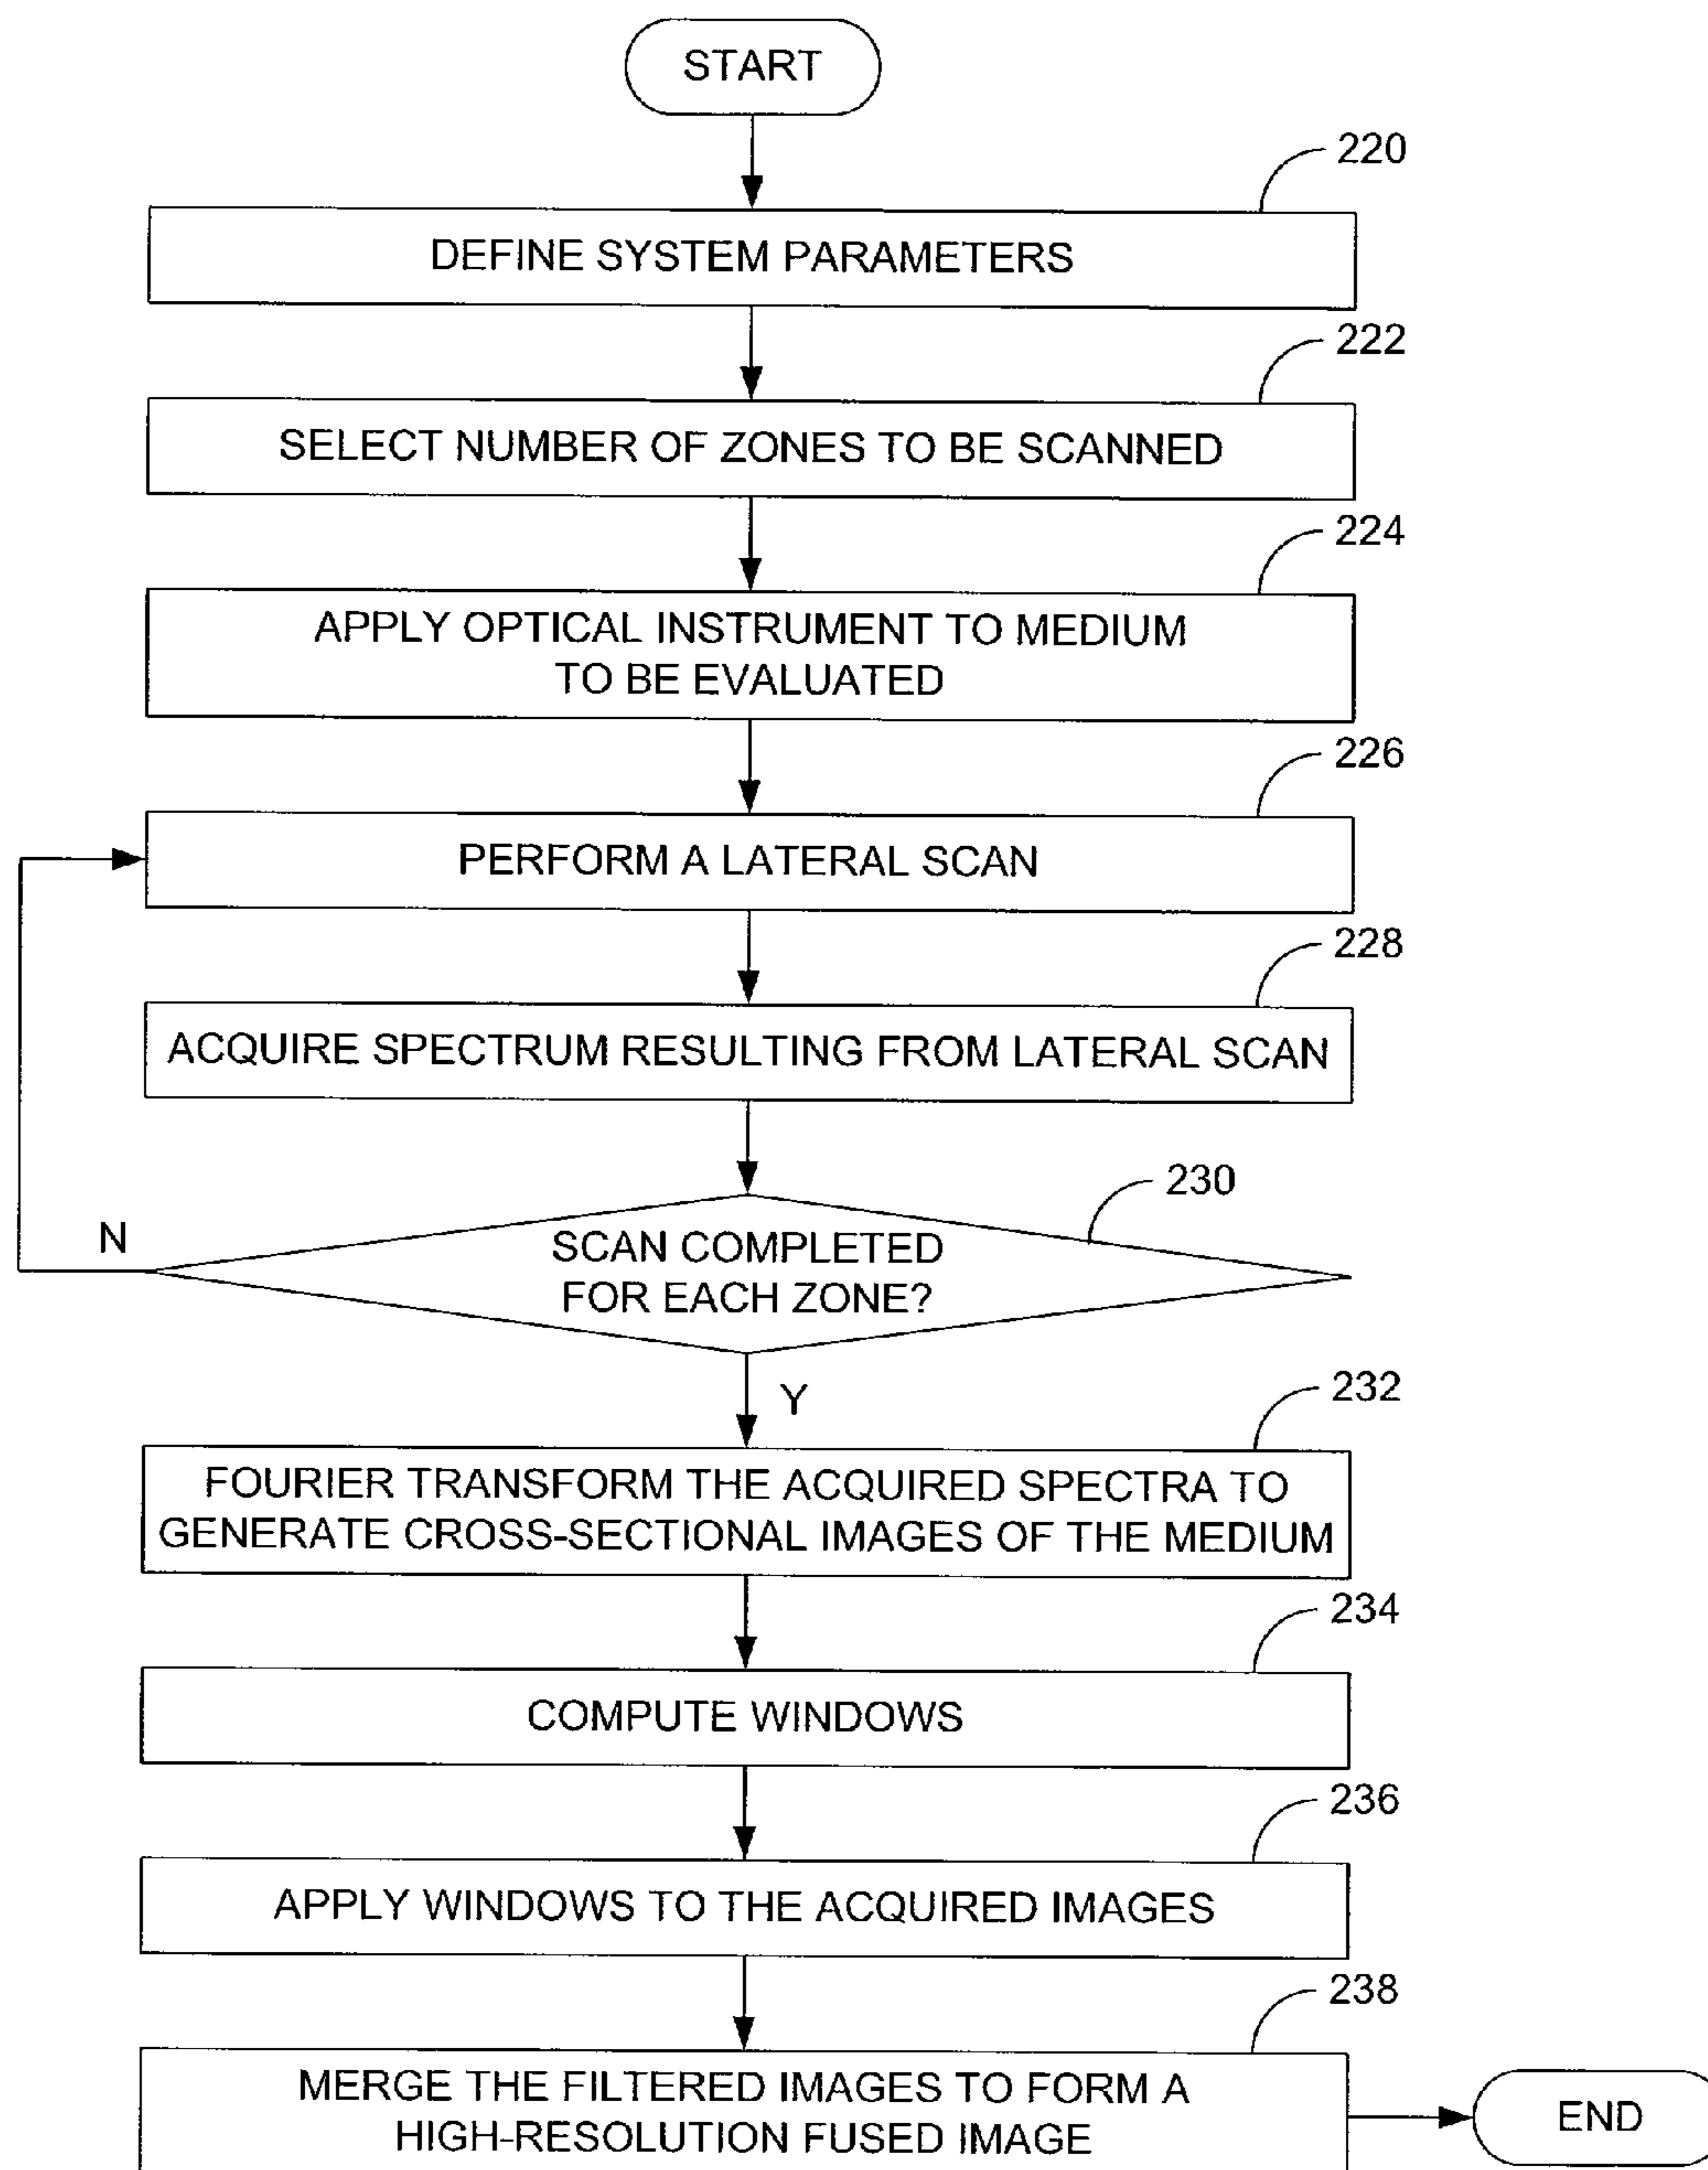 START
220
DEFINE SYSTEM PARAMETERS
222
SELECT NUMBER OF ZONES TO BE SCANNED
224
APPLY OPTICAL INSTRUMENT TO MEDIUM
TO BE EVALUATED
226
PERFORM A LATERAL SCAN
228
ACQUIRE SPECTRUM RESULTING FROM LATERAL SCAN
230
SCAN COMPLETED
FOR EACH ZONE?
N
Y
232
FOURIER TRANSFORM THE ACQUIRED SPECTRA TO
GENERATE CROSS-SECTIONAL IMAGES OF THE MEDIUM
234
COMPUTE WINDOWS
236
APPLY WINDOWS TO THE ACQUIRED IMAGES
238
MERGE THE FILTERED IMAGES TO FORM A
HIGH-RESOLUTION FUSED IMAGE
END